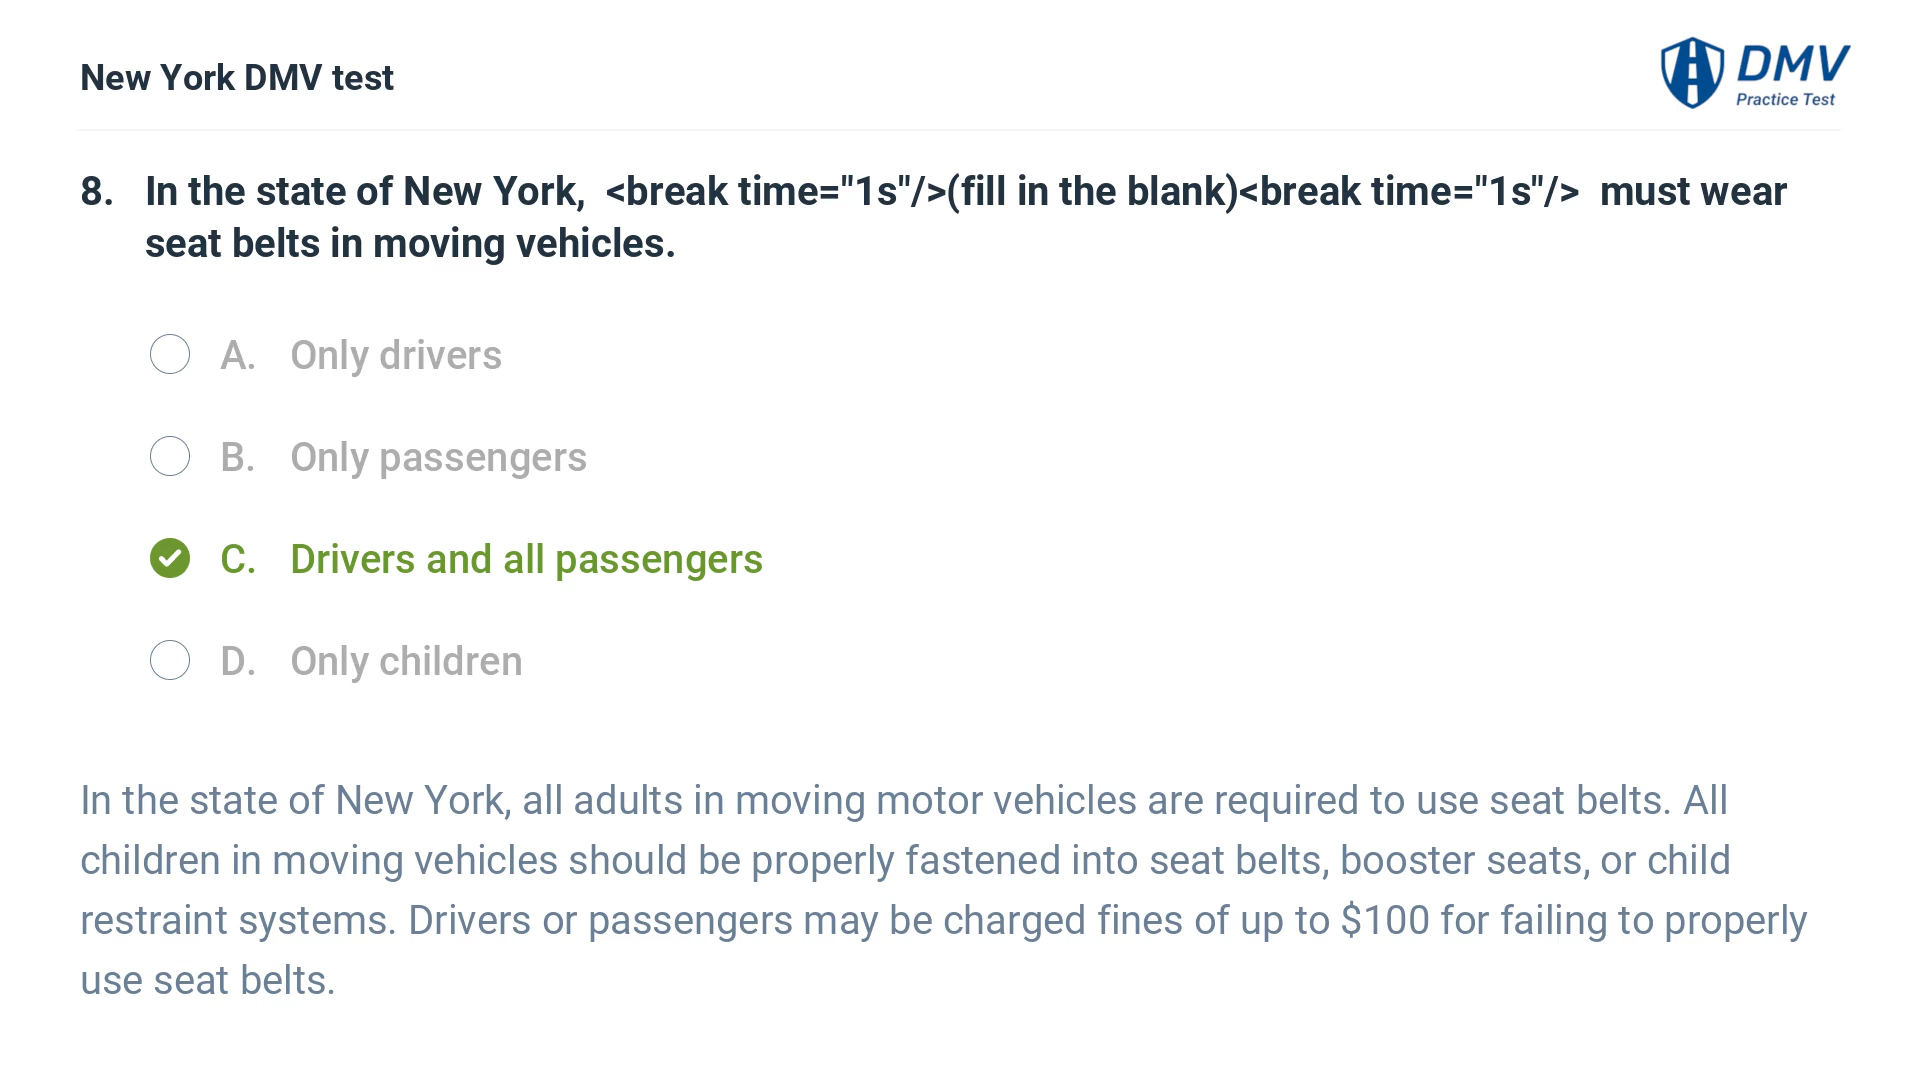 New York DMV test
DMV
Practice Test
8. In the state of New York,  <break time="1s"/>(fill in the blank)<break time="1s"/>  must wear
seat belts in moving vehicles.
A. Only drivers
B. Only passengers
C. Drivers and all passengers
D. Only children
In the state of New York, all adults in moving motor vehicles are required to use seat belts. All
children in moving vehicles should be properly fastened into seat belts, booster seats, or child
restraint systems. Drivers or passengers may be charged fines of up to $100 for failing to properly
use seat belts.